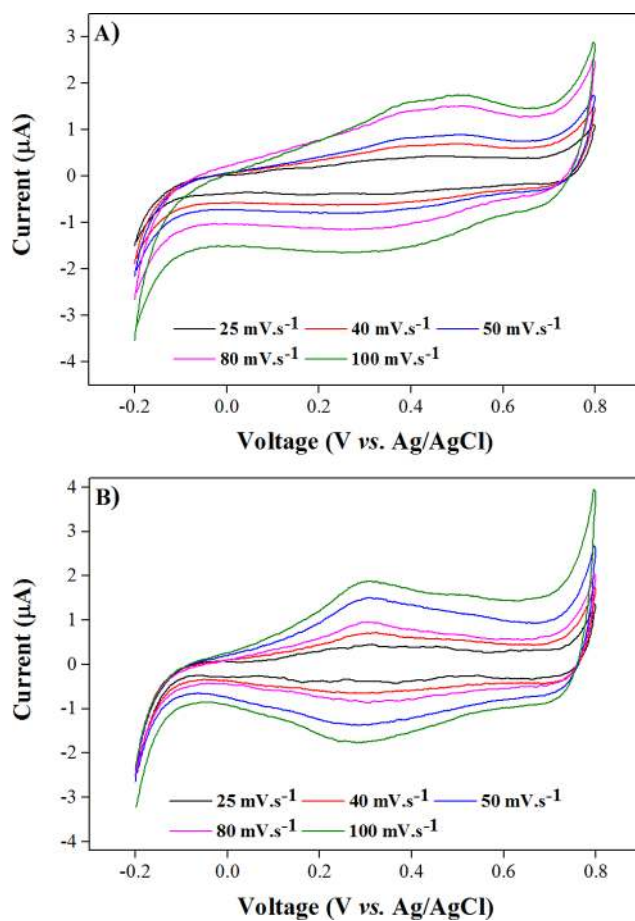 A)
3
2
1
0
-1
-2
-3
-4
Current (µA)
25 mV.s⁻¹ 40 mV.s⁻¹ 50 mV.s⁻¹
80 mV.s⁻¹ 100 mV.s⁻¹
-0.2 0.0 0.2 0.4 0.6 0.8
Voltage (V vs. Ag/AgCl)
B)
4
3
2
1
0
-1
-2
-3
-4
Current (µA)
25 mV.s⁻¹ 40 mV.s⁻¹ 50 mV.s⁻¹
80 mV.s⁻¹ 100 mV.s⁻¹
-0.2 0.0 0.2 0.4 0.6 0.8
Voltage (V vs. Ag/AgCl)